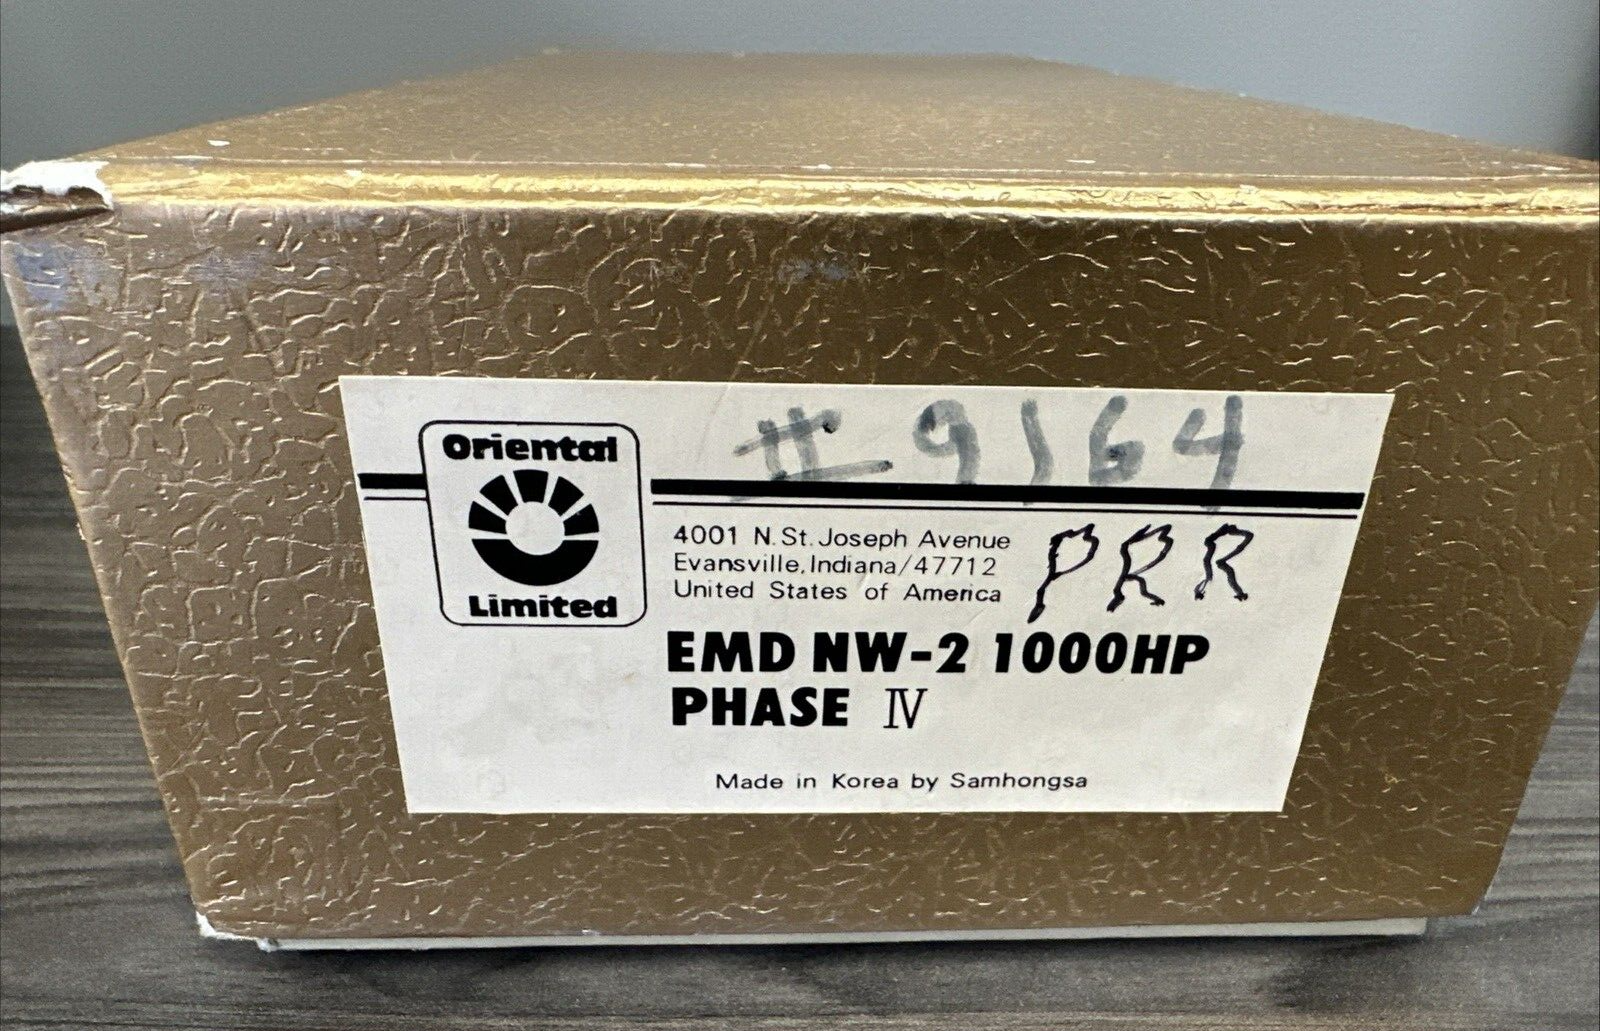 Oriental
Limited
# 9164
4001 N. St. Joseph Avenue
Evansville, Indiana/47712
United States of America
PRR
EMD NW-2 1000HP
PHASE IV
Made in Korea by Samhongsa